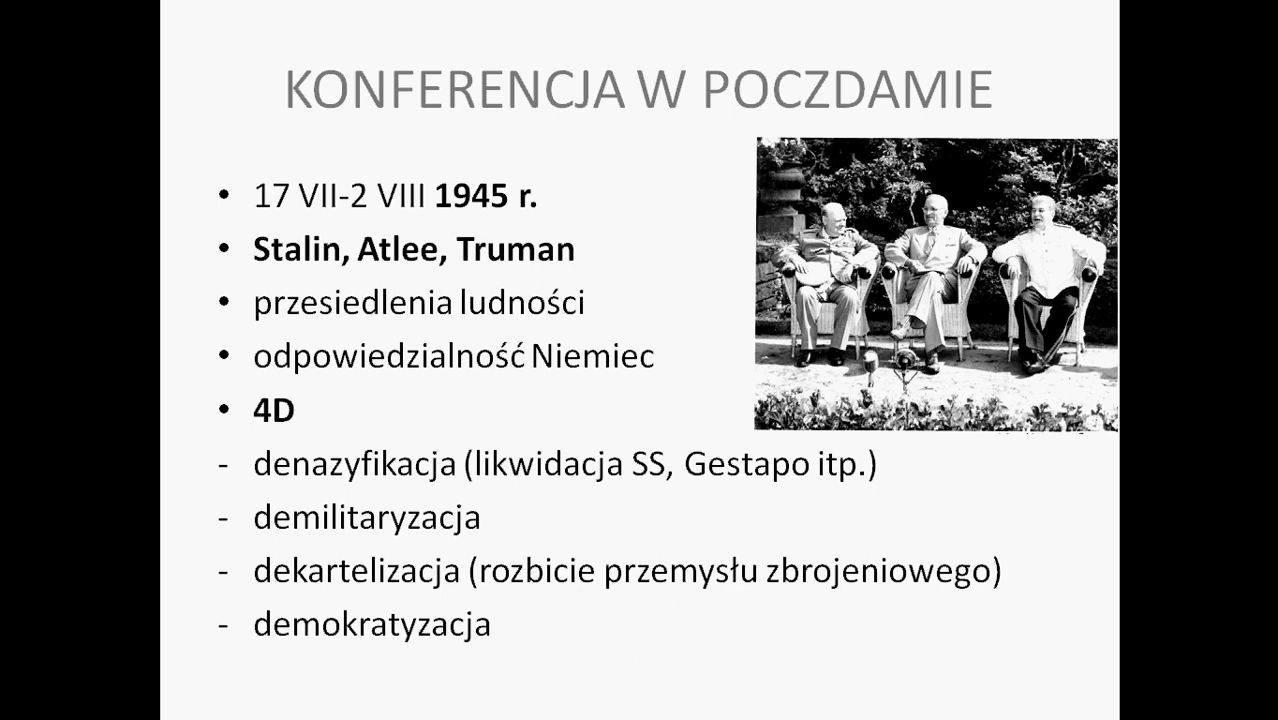 KONFERENCJA W POCZDAMIE
• 17 VII-2 VIII 1945 r.
• Stalin, Atlee, Truman
• przesiedlenia ludności
• odpowiedzialność Niemiec
• 4D
- denazyfikacja (likwidacja SS, Gestapo itp.)
- demilitaryzacja
- dekartelizacja (rozbicie przemysłu zbrojeniowego)
- demokratyzacja